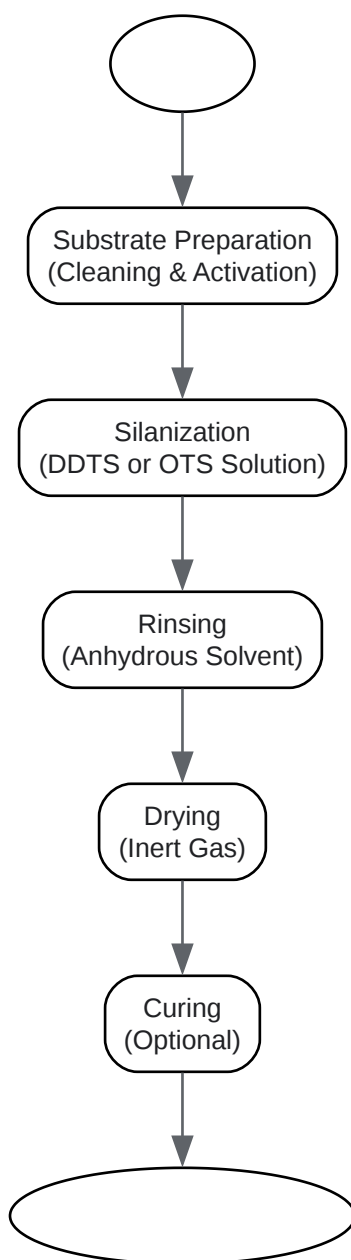 Substrate Preparation
(Cleaning & Activation)
Silanization
(DDTS or OTS Solution)
Rinsing
(Anhydrous Solvent)
Drying
(Inert Gas)
Curing
(Optional)